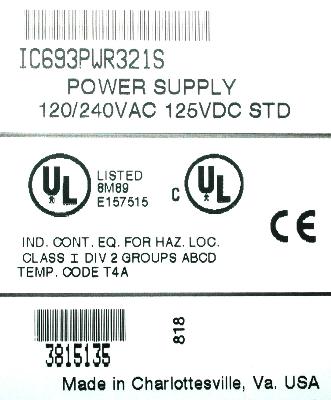 IC693PWR321S
POWER SUPPLY
120/240VAC 125VDC STD
UL LISTED
8M89
E157515
C UL
CE
IND. CONT. EQ. FOR HAZ. LOC.
CLASS I DIV 2 GROUPS ABCD
TEMP. CODE T4A
3815135
818
Made in Charlottesville, Va. USA